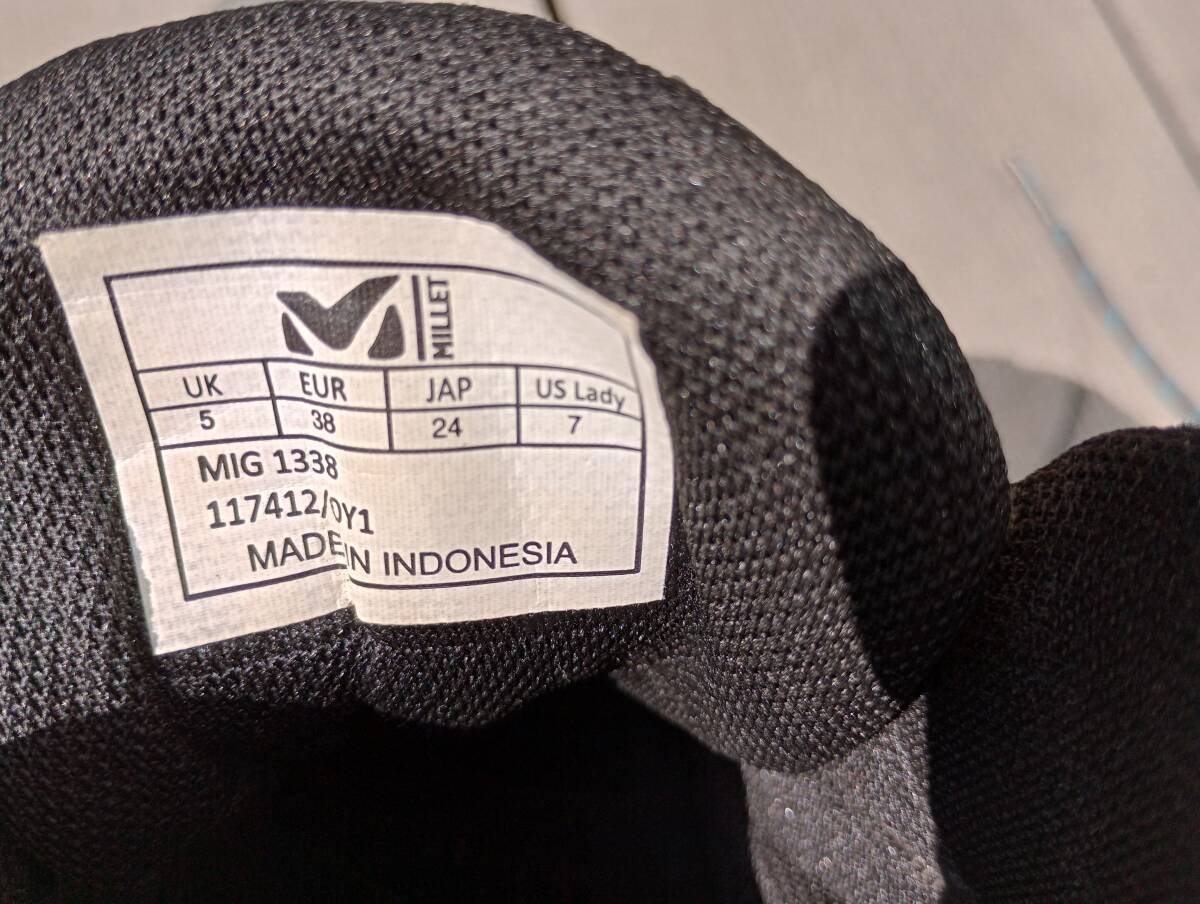 MILLET
UK EUR JAP US Lady
5 38 24 7
MIG 1338
117412/0Y1
MADE IN INDONESIA